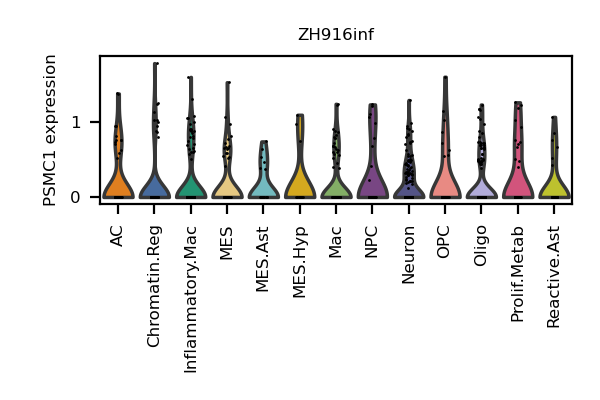 ZH916inf
PSMC1 expression
1
0
AC
Chromatin.Reg
Inflammatory.Mac
MES
MES.Ast
MES.Hyp
Mac
NPC
Neuron
OPC
Oligo
Prolif.Metab
Reactive.Ast